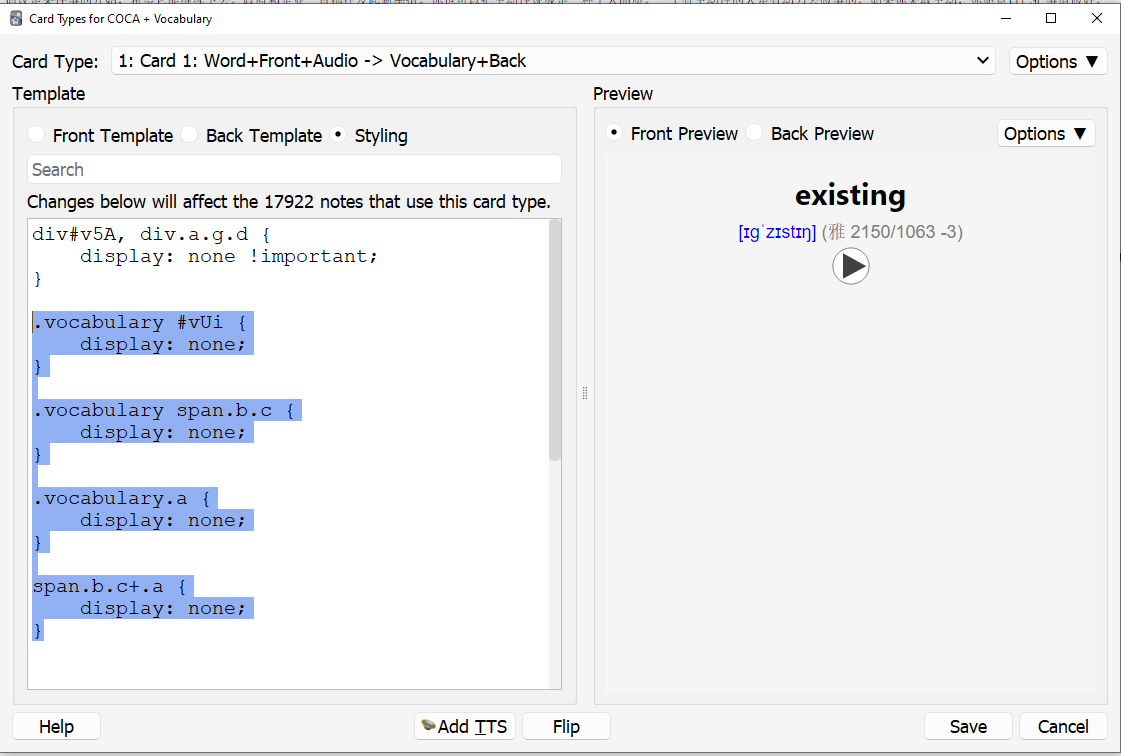 Card Types for COCA + Vocabulary
Card Type: 1: Card 1: Word+Front+Audio -> Vocabulary+Back Options ▼
Template
Front Template Back Template Styling
Search
Changes below will affect the 17922 notes that use this card type.
div#v5A, div.a.g.d {
    display: none !important;
}
.vocabulary #vUi {
    display: none;
}
.vocabulary span.b.c {
    display: none;
}
.vocabulary.a {
    display: none;
}
span.b.c+.a {
    display: none;
}
Preview
Front Preview Back Preview Options ▼
existing
[ɪɡˈzɪstɪŋ] (雅 2150/1063 -3)
Help Add TTS Flip Save Cancel